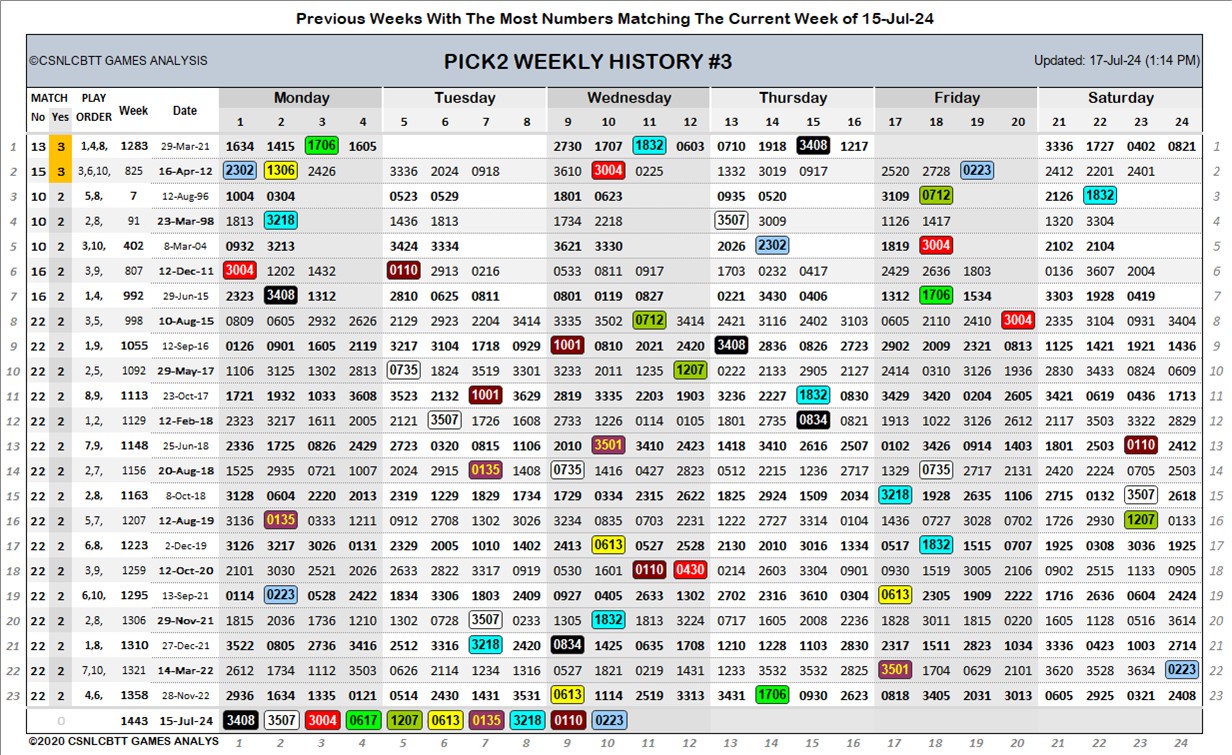 Previous Weeks With The Most Numbers Matching The Current Week of 15-Jul-24
©CSNLCBTT GAMES ANALYSIS PICK2 WEEKLY HISTORY #3 Updated: 17-Jul-24 (1:14 PM)
MATCH PLAY Week Date Monday Tuesday Wednesday Thursday Friday Saturday
No Yes ORDER, 1 2 3 4 5 6 7 8 9 10 11 12 13 14 15 16 17 18 19 20 21 22 23 24
1 13 3 1,4,8, 1283 29-Mar-21 1634 1415 1706 1605 2730 1707 1832 0603 0710 1918 3408 1217 3336 1727 0402 0821 1
2 15 3 3,6,10, 825 16-Apr-12 2302 1306 2426 3336 2024 0918 3610 3004 0225 1332 3019 0917 2520 2728 0223 2412 2201 2401 2
3 10 2 5,8, 7 12-Aug-96 1004 0304 0523 0529 1801 0623 0935 0520 3109 0712 2126 1832 3
4 10 2 2,8, 91 23-Mar-98 1813 3218 1436 1813 1734 2218 3507 3009 1126 1417 1320 3304 4
5 10 2 3,10, 402 8-Mar-04 0932 3213 3424 3334 3621 3330 2026 2302 1819 3004 2102 2104 5
6 16 2 3,9, 807 12-Dec-11 3004 1202 1432 0110 2913 0216 0533 0811 0917 1703 0232 0417 2429 2636 1803 0136 3607 2004 6
7 16 2 1,4, 992 29-Jun-15 2323 3408 1312 2810 0625 0811 0801 0119 0827 0221 3430 0406 1312 1706 1534 3303 1928 0419 7
8 22 2 3,5, 998 10-Aug-15 0809 0605 2932 2626 2129 2923 2204 3414 3335 3502 0712 3414 2421 3116 2402 3103 0605 2110 2410 3004 2335 3104 0931 3404 8
9 22 2 1,9, 1055 12-Sep-16 0126 0901 1605 2119 3217 3104 1718 0929 1001 0810 2021 2420 3408 2836 0826 2723 2902 2009 2321 0813 1125 1421 1921 1436 9
10 22 2 2,5, 1092 29-May-17 1106 3125 1302 2813 0735 1824 3519 3301 3233 2011 1235 1207 0222 2133 2905 2127 2414 0310 3126 1936 2830 3433 0824 0609 10
11 22 2 8,9, 1113 23-Oct-17 1721 1932 1033 3608 3523 2132 1001 3629 2819 3335 2203 1903 3236 2227 1832 0830 3429 3420 0204 2605 3421 0619 0436 1713 11
12 22 2 1,2, 1129 12-Feb-18 2323 3217 1611 2005 2121 3507 1726 1608 2733 1226 0114 0105 1801 2735 0834 0821 1913 1022 3126 2612 2117 3503 3322 2829 12
13 22 2 7,9, 1148 25-Jun-18 2336 1725 0826 2429 2723 0320 0815 1106 2010 3501 3410 2423 1418 3410 2616 2507 0102 3426 0914 1403 1801 2503 0110 2412 13
14 22 2 2,7, 1156 20-Aug-18 1525 2935 0721 1007 2024 2915 0135 1408 0735 1416 0427 2823 0512 2215 1236 2717 1329 0735 2717 2131 2420 2224 0705 2503 14
15 22 2 2,8, 1163 8-Oct-18 3128 0604 2220 2013 2319 1229 1829 1734 1729 0334 2315 2622 1825 2924 1509 2034 3218 1928 2635 1106 2715 0132 3507 2618 15
16 22 2 5,7, 1207 12-Aug-19 3136 0135 0333 1211 0912 2708 1302 3026 3234 0835 0703 2231 1222 2727 3314 0104 1436 0727 3028 0702 1726 2930 1207 0133 16
17 22 2 6,8, 1223 2-Dec-19 3126 3217 3026 0131 2329 2005 1010 1402 2413 0613 0527 2528 2130 2010 3016 1334 0517 1832 1515 0707 1925 0308 3036 1925 17
18 22 2 3,9, 1259 12-Oct-20 2101 3030 2521 2026 2633 2822 3317 0919 0530 1601 0110 0430 0214 2603 3304 0901 0930 1519 3005 2106 0902 2515 1133 0905 18
19 22 2 6,10, 1295 13-Sep-21 0114 0223 0528 2422 1834 3306 1803 2409 0927 0405 2633 1302 2702 2316 3610 0304 0613 2305 1909 2222 1716 2636 0604 2424 19
20 22 2 2,8, 1306 29-Nov-21 1815 2036 1736 1210 1302 0728 3507 0233 1305 1832 1813 3224 0717 1605 2008 2236 1828 3011 1815 0220 1605 1128 0516 3614 20
21 22 2 1,8, 1310 27-Dec-21 3522 0805 2736 3416 2512 3316 3218 2420 0834 1425 0635 1708 1210 1228 1103 2830 2317 1511 2823 1034 3336 0423 1003 2714 21
22 22 2 7,10, 1321 14-Mar-22 2612 1734 1112 3503 0626 2114 1234 1316 0527 1821 0219 1431 1233 3532 3532 2825 3501 1704 0629 2101 3620 3528 3634 0223 22
23 22 2 4,6, 1358 28-Nov-22 2936 1634 1335 0121 0514 2430 1431 3531 0613 1114 2519 3313 3431 1706 0930 2623 0818 3405 2031 3013 0605 2925 0321 2408 23
0 1443 15-Jul-24 3408 3507 3004 0617 1207 0613 0135 3218 0110 0223
©2020 CSNLCBTT GAMES ANALYS 1 2 3 4 5 6 7 8 9 10 11 12 13 14 15 16 17 18 19 20 21 22 23 24